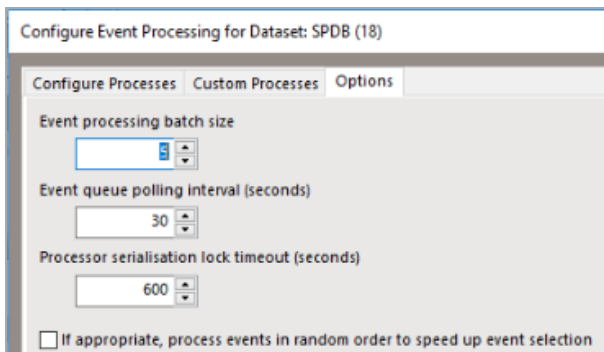 Configure Event Processing for Dataset: SPDB (18)
Configure Processes Custom Processes Options
Event processing batch size
5
Event queue polling interval (seconds)
30
Processor serialisation lock timeout (seconds)
600
If appropriate, process events in random order to speed up event selection